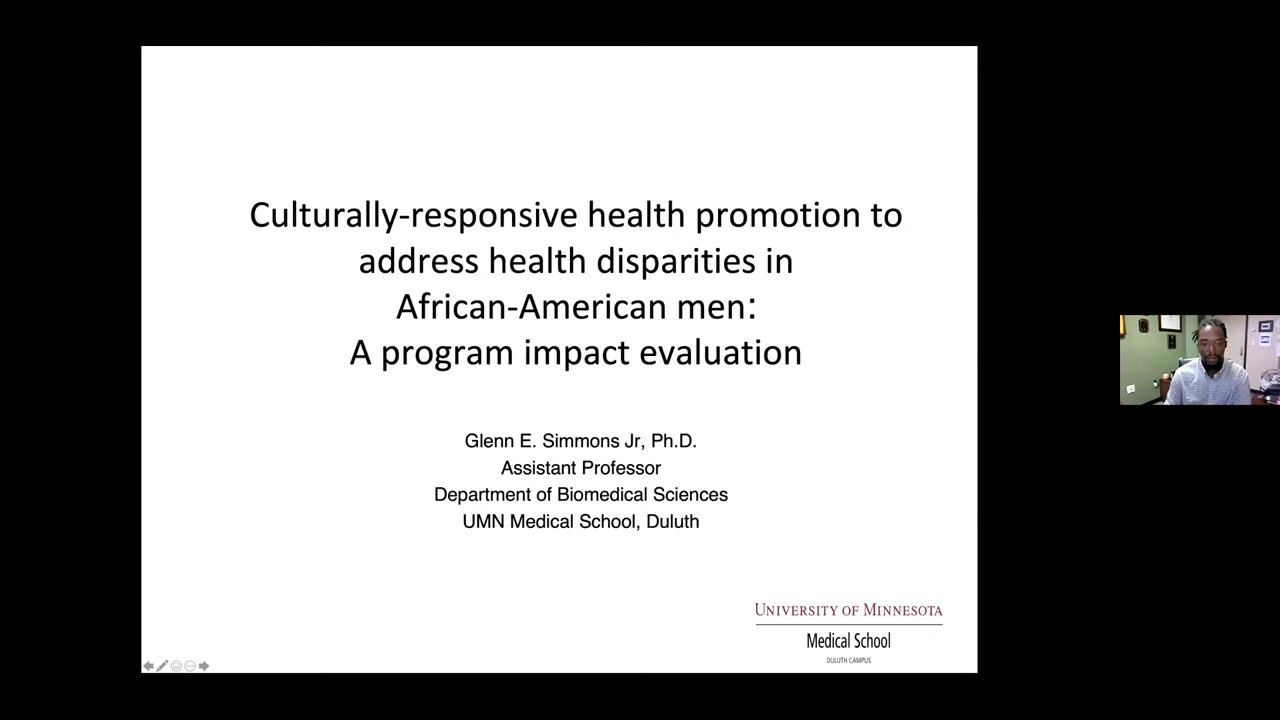 Culturally-responsive health promotion to
address health disparities in
African-American men:
A program impact evaluation
Glenn E. Simmons Jr, Ph.D.
Assistant Professor
Department of Biomedical Sciences
UMN Medical School, Duluth
UNIVERSITY OF MINNESOTA
Medical School
DULUTH CAMPUS